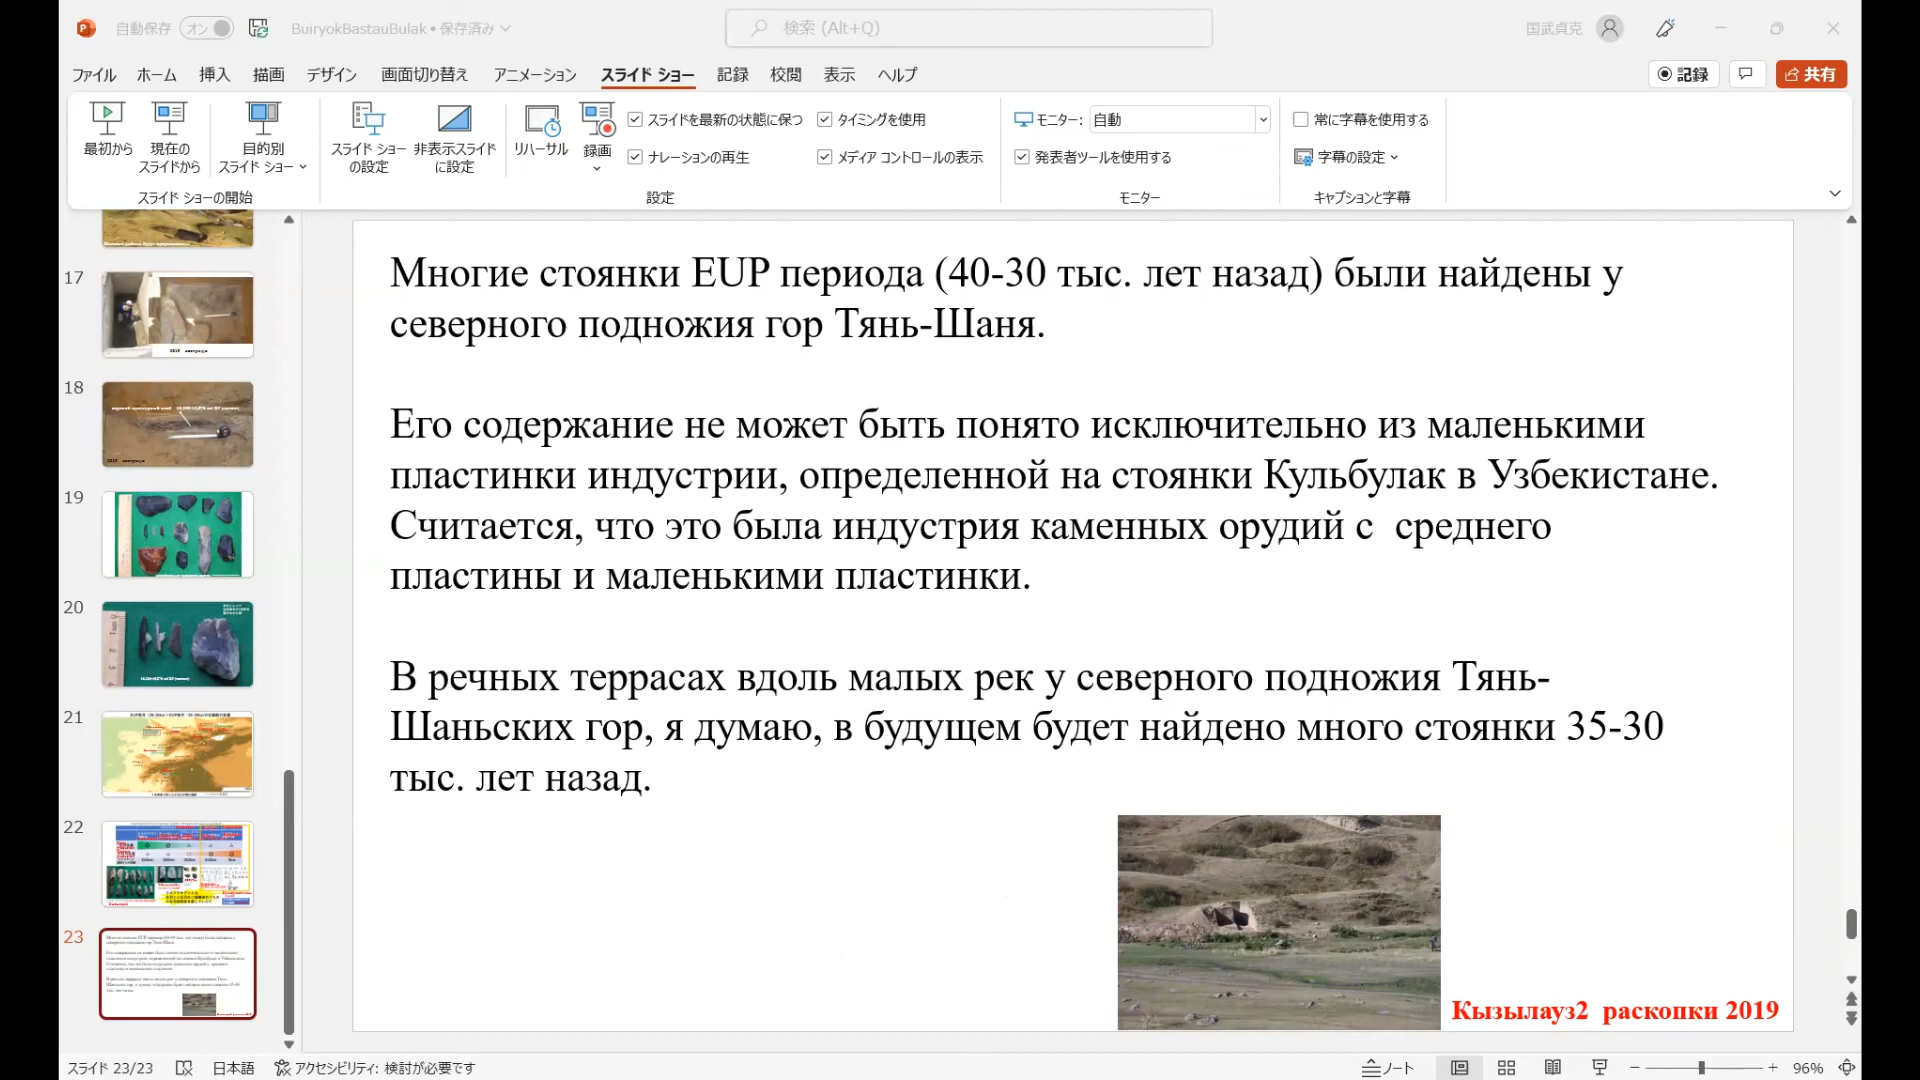 自動保存 オン BuiryokBastauBulak • 保存済み 検索 (Alt+Q) 国武貞克
ファイル ホーム 挿入 描画 デザイン 画面切り替え アニメーション スライド ショー 記録 校閲 表示 ヘルプ 記録 共有
最初から
現在の
スライドから
目的別
スライド ショー
スライド ショーの開始
スライド ショー
の設定
非表示スライド
に設定
リハーサル
録画
スライドを最新の状態に保つ
タイミングを使用
ナレーションの再生
メディア コントロールの表示
設定
モニター: 自動
発表者ツールを使用する
モニター
常に字幕を使用する
字幕の設定
キャプションと字幕
17
18
19
20
21
22
23
Многие стоянки EUP периода (40-30 тыс. лет назад) были найдены у
северного подножия гор Тянь-Шаня.
Его содержание не может быть понято исключительно из маленькими
пластинки индустрии, определенной на стоянки Кульбулак в Узбекистане.
Считается, что это была индустрия каменных орудий с  среднего
пластины и маленькими пластинки.
В речных террасах вдоль малых рек у северного подножия Тянь-
Шаньских гор, я думаю, в будущем будет найдено много стоянки 35-30
тыс. лет назад.
Кызылауз2  раскопки 2019
スライド 23/23 日本語 アクセシビリティ: 検討が必要です ノート 96%